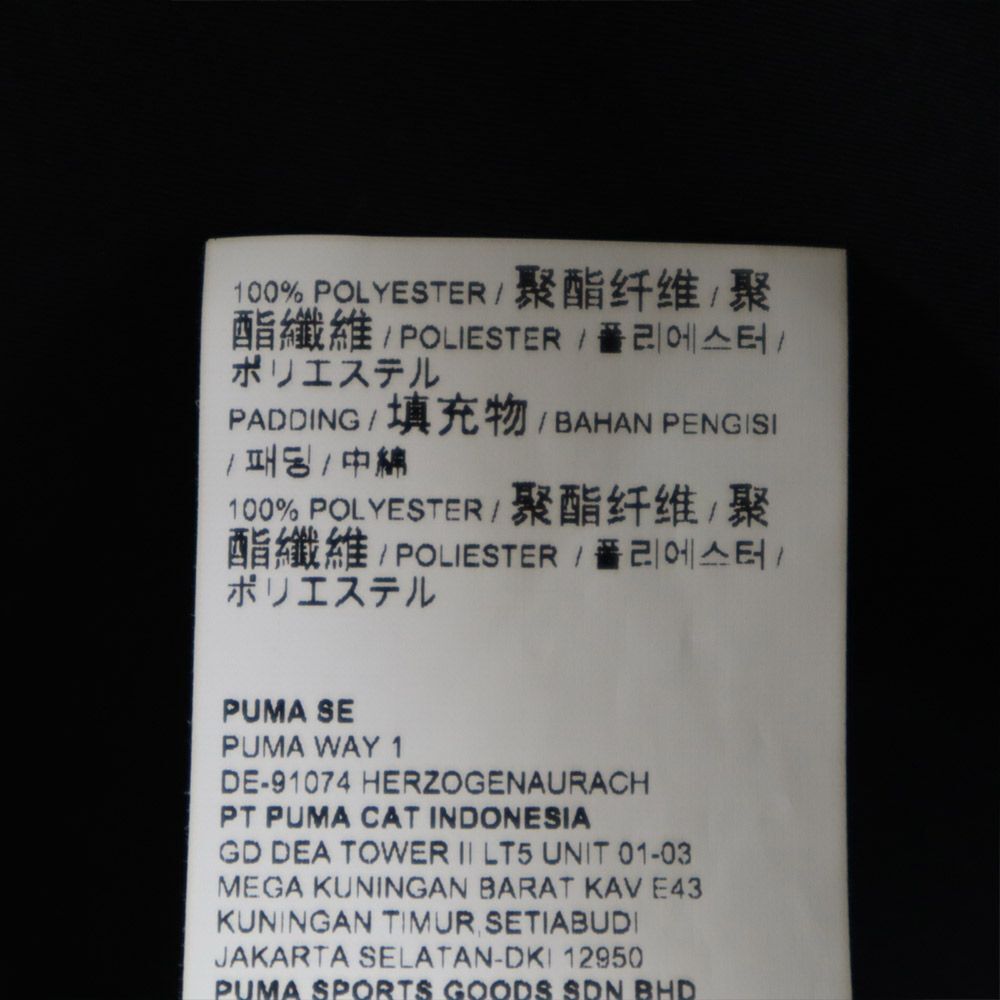 100% POLYESTER / 聚酯纤维 / 聚
酯纖維 / POLIESTER / 폴리에스터 /
ポリエステル
PADDING / 填充物 / BAHAN PENGISI
/ 패딩 / 中綿
100% POLYESTER / 聚酯纤维 / 聚
酯纖維 / POLIESTER / 폴리에스터 /
ポリエステル
PUMA SE
PUMA WAY 1
DE-91074 HERZOGENAURACH
PT PUMA CAT INDONESIA
GD DEA TOWER II LT5 UNIT 01-03
MEGA KUNINGAN BARAT KAV E43
KUNINGAN TIMUR,SETIABUDI
JAKARTA SELATAN-DKI 12950
PUMA SPORTS GOODS SDN BHD